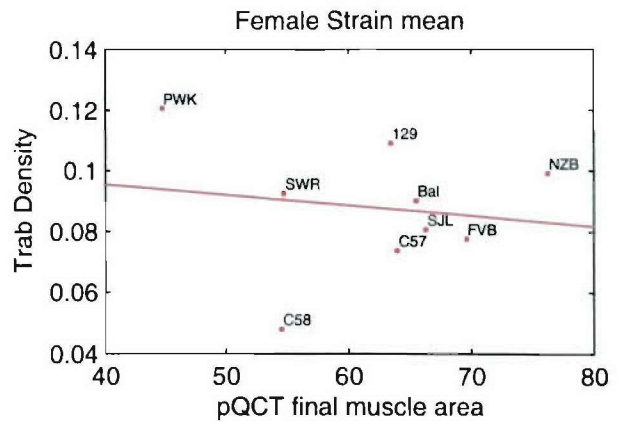 Female Strain mean
0.14
0.12
0.1
0.08
0.06
0.04
Trab Density
PWK
129
NZB
SWR
Bal
SJL
FVB
C57
C58
40
50
60
70
80
pQCT final muscle area